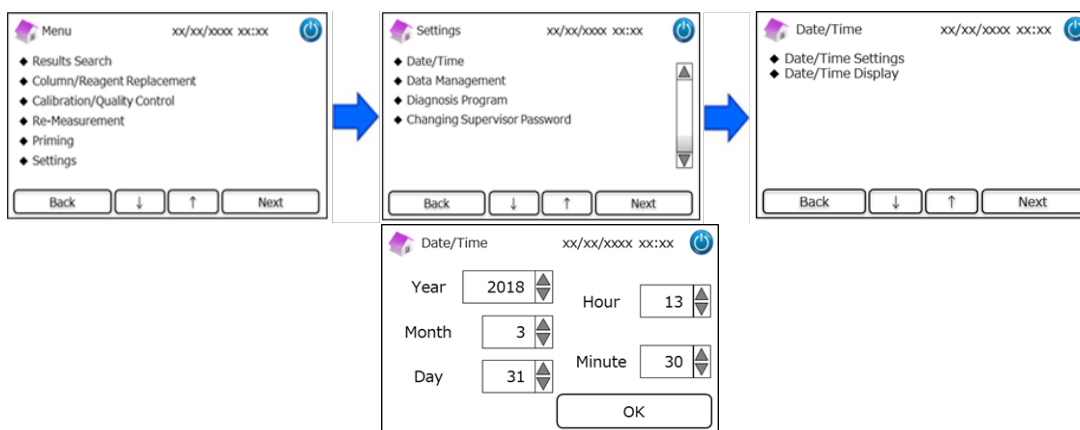 Menu xx/xx/xxxx xx:xx
◆ Results Search
◆ Column/Reagent Replacement
◆ Calibration/Quality Control
◆ Re-Measurement
◆ Priming
◆ Settings
Back ↓ ↑ Next
Settings xx/xx/xxxx xx:xx
◆ Date/Time
◆ Data Management
◆ Diagnosis Program
◆ Changing Supervisor Password
Back ↓ ↑ Next
Date/Time xx/xx/xxxx xx:xx
◆ Date/Time Settings
◆ Date/Time Display
Back ↓ ↑ Next
Date/Time xx/xx/xxxx xx:xx
Year 2018
Hour 13
Month 3
Minute 30
Day 31
OK